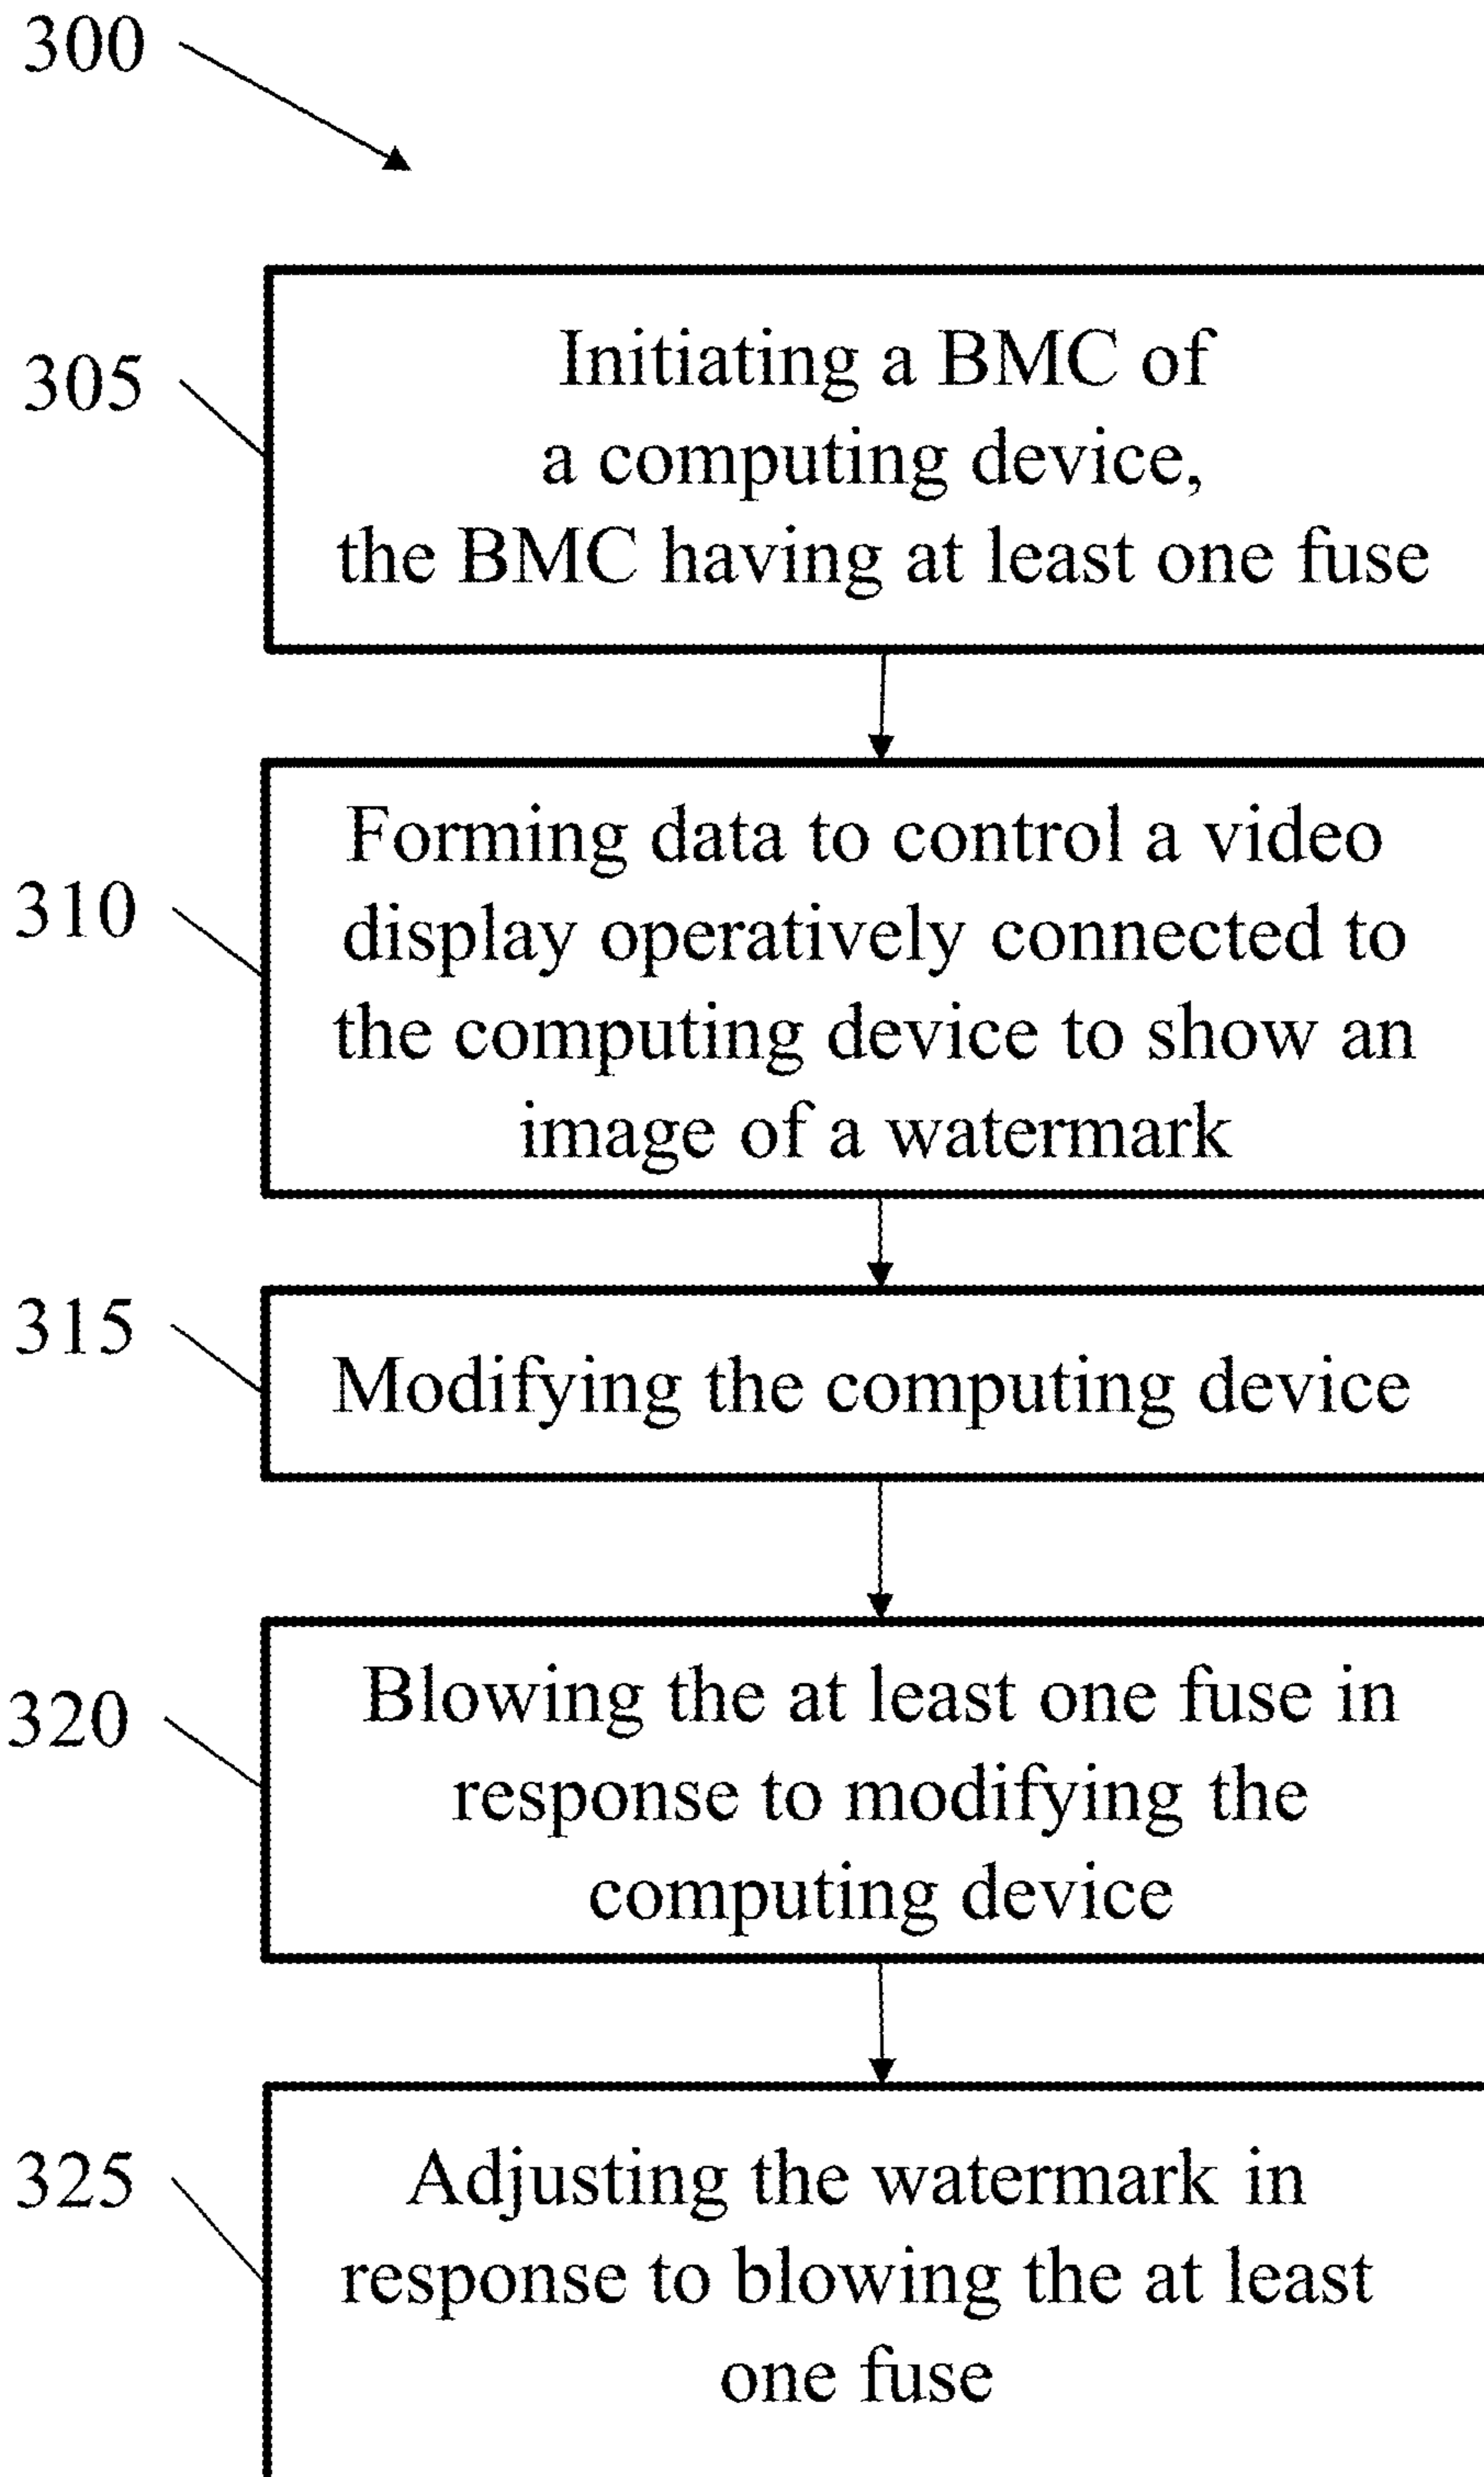 300
305
Initiating a BMC of
a computing device,
the BMC having at least one fuse
310
Forming data to control a video
display operatively connected to
the computing device to show an
image of a watermark
315
Modifying the computing device
320
Blowing the at least one fuse in
response to modifying the
computing device
325
Adjusting the watermark in
response to blowing the at least
one fuse